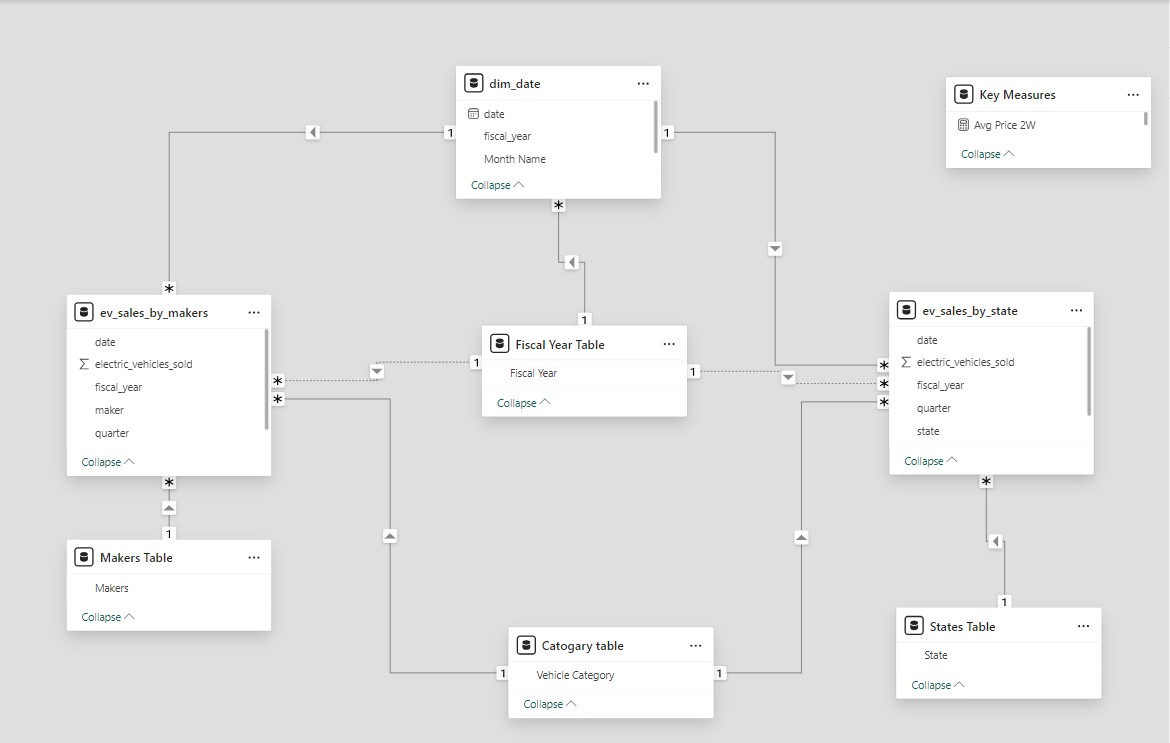 dim_date
date
fiscal_year
Month Name
Collapse
Key Measures
Avg Price 2W
Collapse
1
1
*
*
1
ev_sales_by_makers
date
electric_vehicles_sold
fiscal_year
maker
quarter
Collapse
*
*
*
1
Fiscal Year Table
Fiscal Year
Collapse
1
1
ev_sales_by_state
date
electric_vehicles_sold
fiscal_year
quarter
state
Collapse
*
*
*
*
1
Makers Table
Makers
Collapse
1
Catogary table
Vehicle Category
Collapse
1
1
States Table
State
Collapse